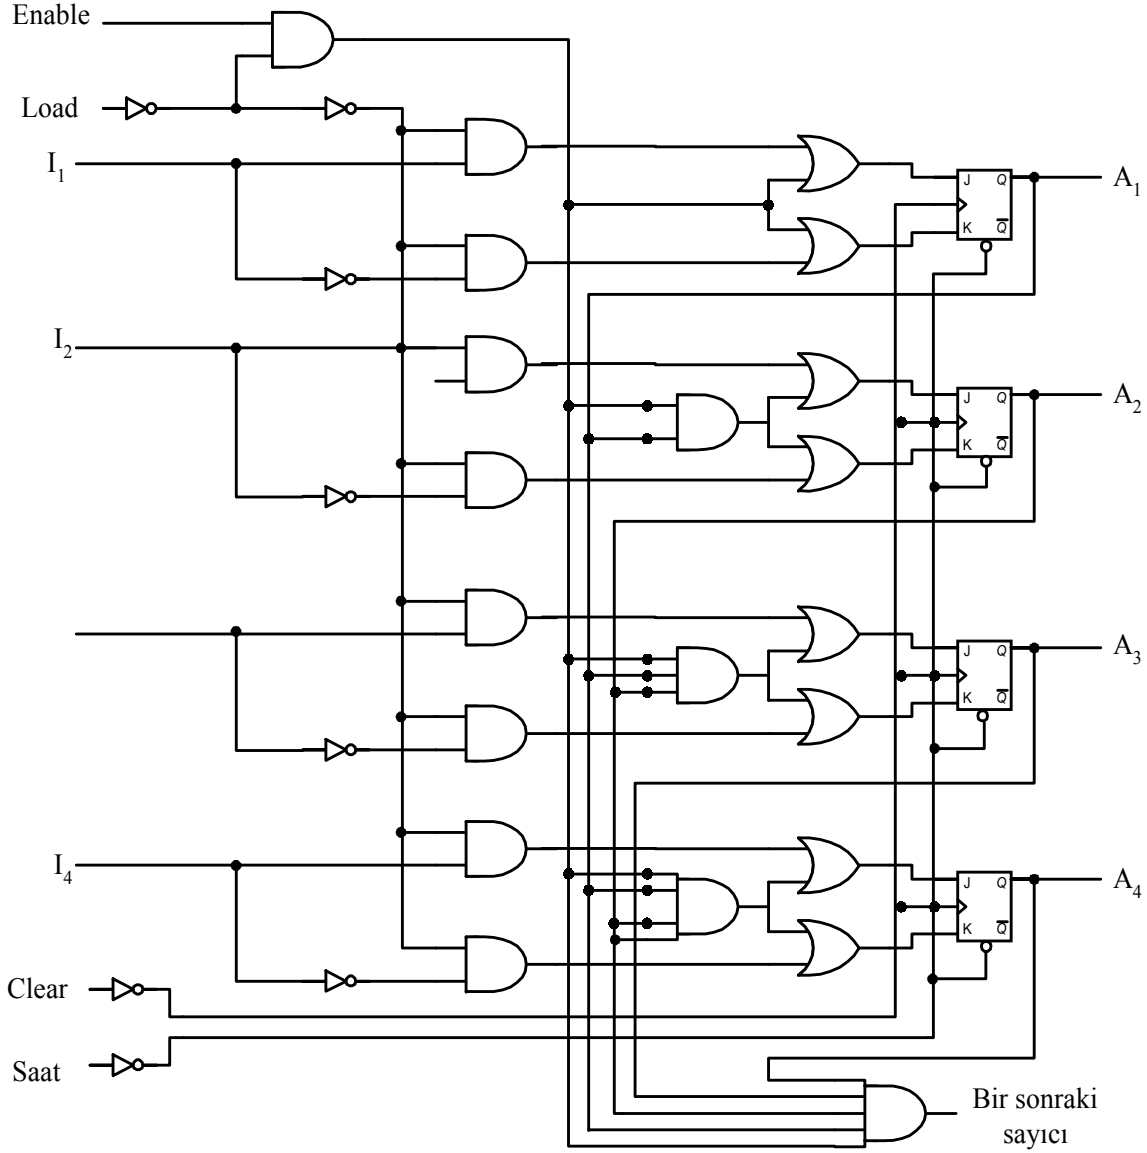 Enable
Load
I1
J Q
K Q
A1
I2
J Q
K Q
A2
J Q
K Q
A3
I4
J Q
K Q
A4
Clear
Saat
Bir sonraki
sayıcı